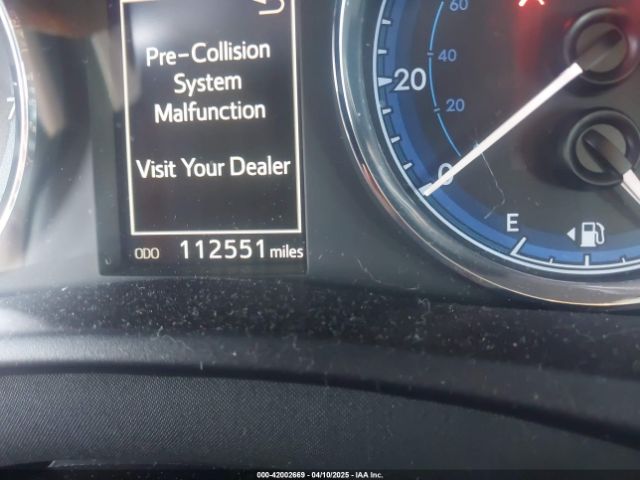 Pre-Collision
System
Malfunction
Visit Your Dealer
ODO 112551 miles
60
40
20
20
0
E
7
000-42002669 - 04/10/2025 - IAA Inc.